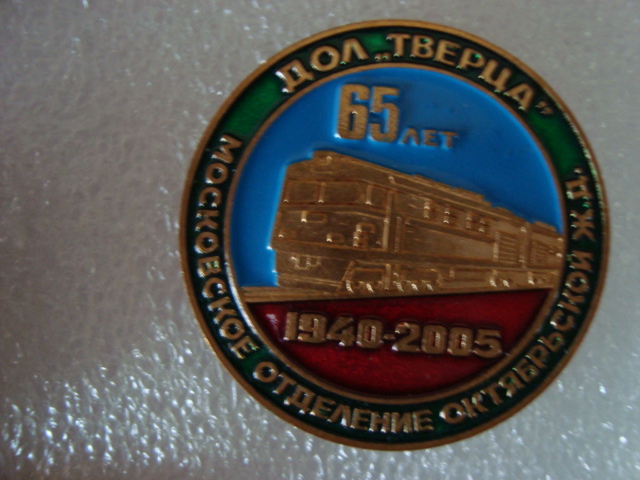 ДОЛ „ТВЕРЦА"
65 ЛЕТ
1940-2005
МОСКОВСКОЕ ОТДЕЛЕНИЕ ОКТЯБРЬСКОЙ Ж.Д.